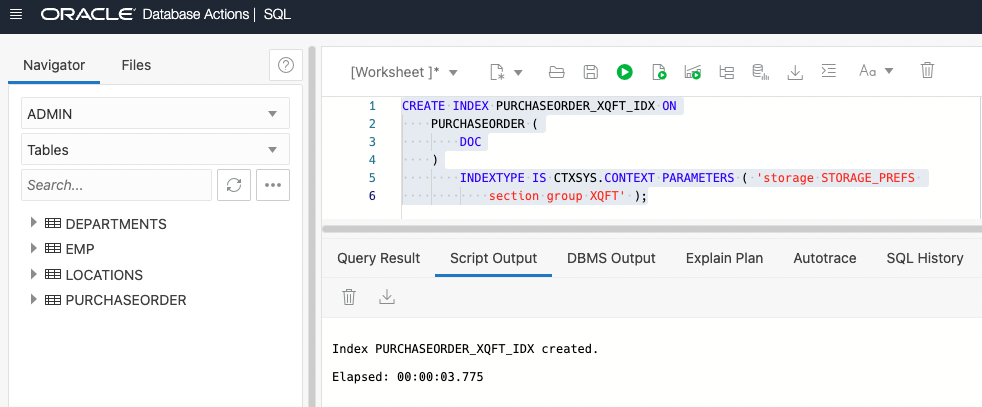 ORACLE Database Actions | SQL
Navigator
Files
ADMIN
Tables
Search...
DEPARTMENTS
EMP
LOCATIONS
PURCHASEORDER
[Worksheet ]*
Aa
1 CREATE INDEX PURCHASEORDER_XQFT_IDX ON
2 PURCHASEORDER (
3 DOC
4 )
5 INDEXTYPE IS CTXSYS.CONTEXT PARAMETERS ( 'storage STORAGE_PREFS
6 section group XQFT' );
Query Result Script Output DBMS Output Explain Plan Autotrace SQL History
Index PURCHASEORDER_XQFT_IDX created.
Elapsed: 00:00:03.775